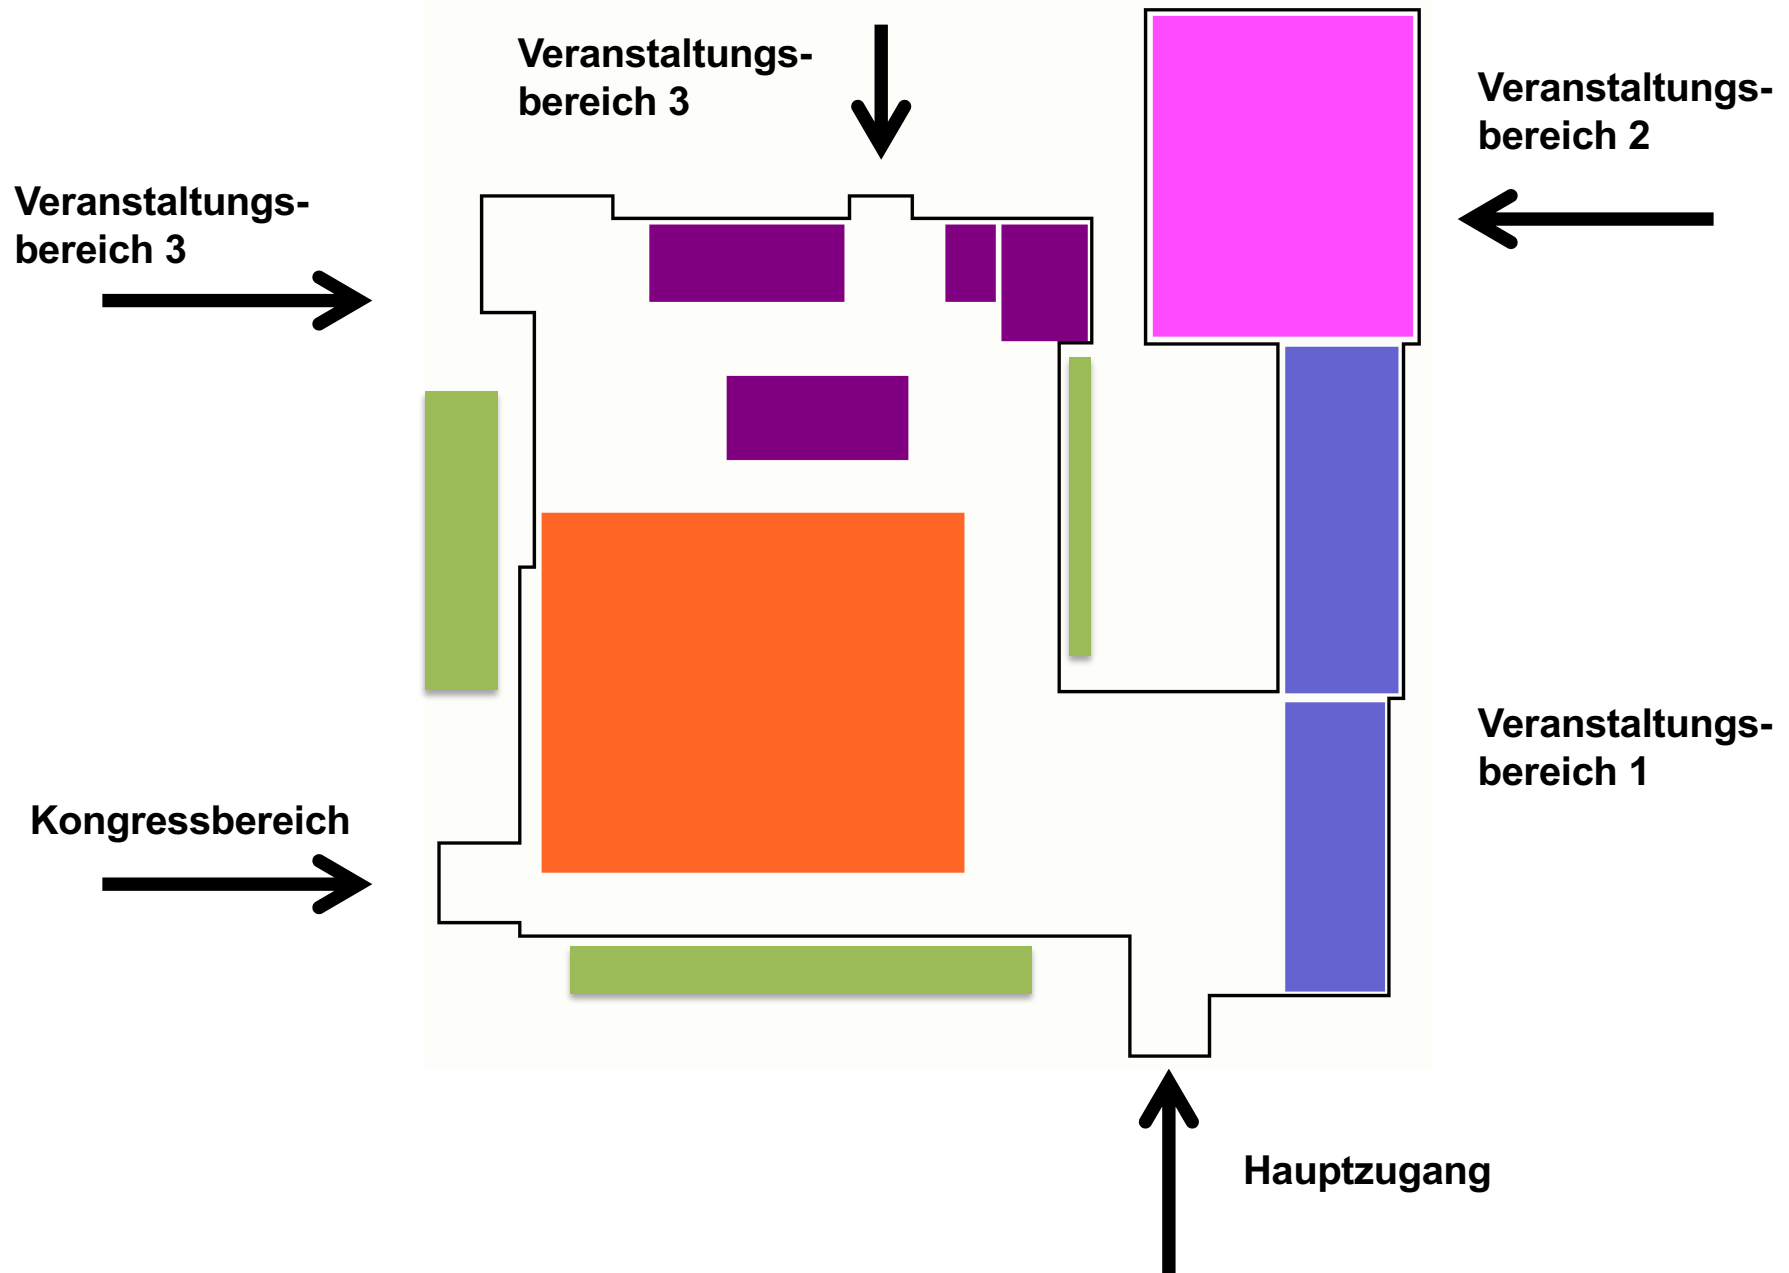 Veranstaltungs-
bereich 3
Veranstaltungs-
bereich 2
Veranstaltungs-
bereich 3
Veranstaltungs-
bereich 1
Kongressbereich
Hauptzugang